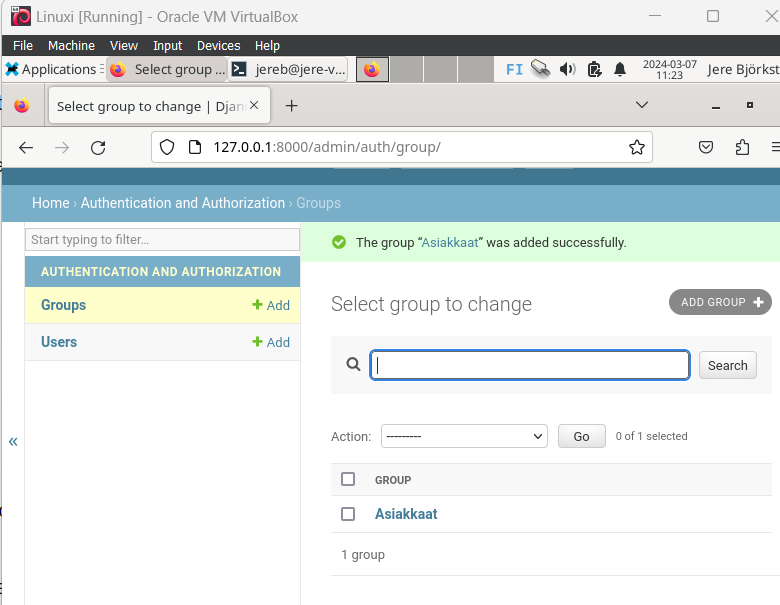 Linuxi [Running] - Oracle VM VirtualBox
File Machine View Input Devices Help
Applications Select group ... jereb@jere-v... FI 2024-03-07 Jere Björkst
11:23
Select group to change | Djan
127.0.0.1:8000/admin/auth/group/
Home › Authentication and Authorization › Groups
Start typing to filter...
The group “Asiakkaat” was added successfully.
AUTHENTICATION AND AUTHORIZATION
Groups + Add
Select group to change
ADD GROUP +
Users + Add
Search
«
Action: --------- Go 0 of 1 selected
GROUP
Asiakkaat
1 group